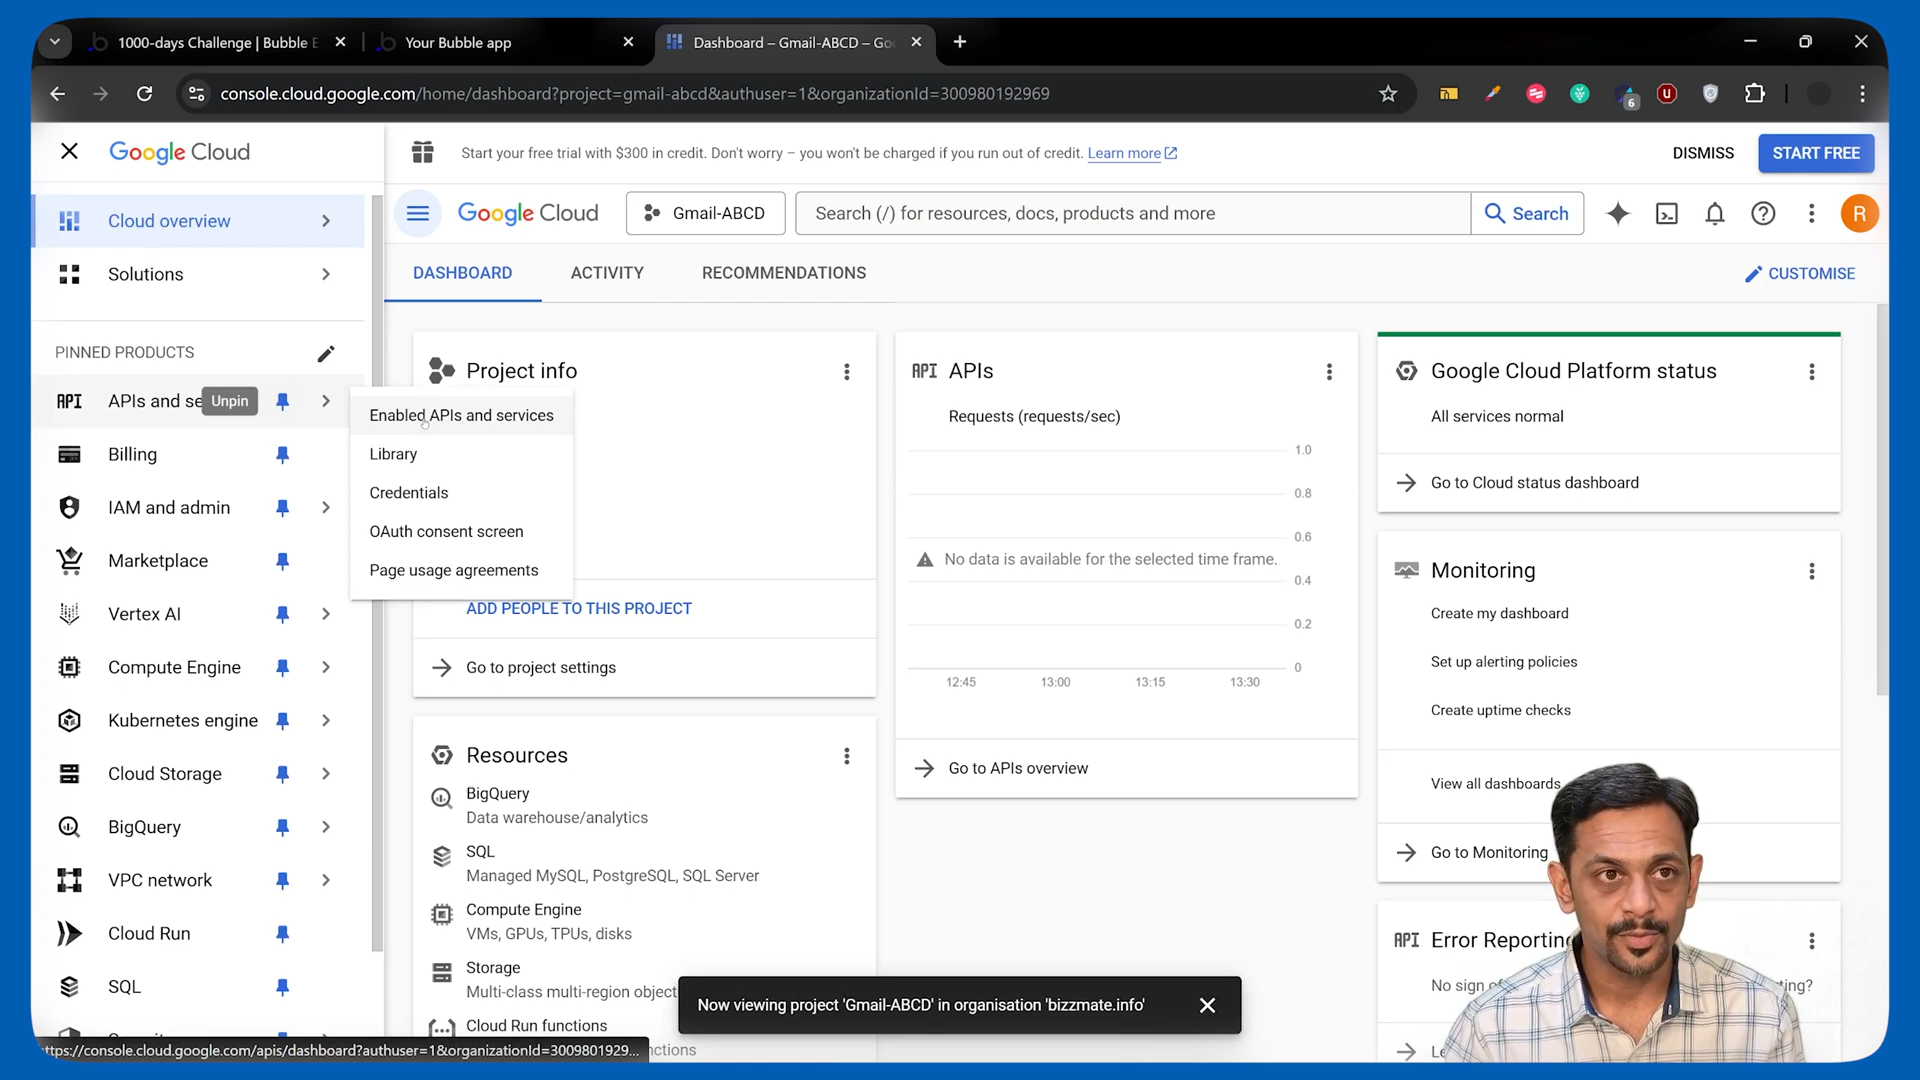 1000-days Challenge | Bubble E
Your Bubble app
Dashboard – Gmail-ABCD – Goo
console.cloud.google.com/home/dashboard?project=gmail-abcd&authuser=1&organizationId=300980192969
6
Google Cloud
Start your free trial with $300 in credit. Don't worry – you won't be charged if you run out of credit. Learn more
DISMISS
START FREE
Google Cloud
Gmail-ABCD
Search (/) for resources, docs, products and more
Search
R
Cloud overview
Solutions
PINNED PRODUCTS
API APIs and se
Unpin
Billing
IAM and admin
Marketplace
Vertex AI
Compute Engine
Kubernetes engine
Cloud Storage
BigQuery
VPC network
Cloud Run
SQL
Enabled APIs and services
Library
Credentials
OAuth consent screen
Page usage agreements
DASHBOARD
ACTIVITY
RECOMMENDATIONS
CUSTOMISE
Project info
ADD PEOPLE TO THIS PROJECT
Go to project settings
Resources
BigQuery
Data warehouse/analytics
SQL
Managed MySQL, PostgreSQL, SQL Server
Compute Engine
VMs, GPUs, TPUs, disks
Storage
Multi-class multi-region object
Cloud Run functions
nctions
API APIs
Requests (requests/sec)
1.0
0.8
0.6
No data is available for the selected time frame.
0.4
0.2
0
12:45
13:00
13:15
13:30
Go to APIs overview
Google Cloud Platform status
All services normal
Go to Cloud status dashboard
Monitoring
Create my dashboard
Set up alerting policies
Create uptime checks
View all dashboards
Go to Monitoring
API Error Reporting
No sign o
ting?
Le
Now viewing project 'Gmail-ABCD' in organisation 'bizzmate.info'
https://console.cloud.google.com/apis/dashboard?authuser=1&organizationId=3009801929...